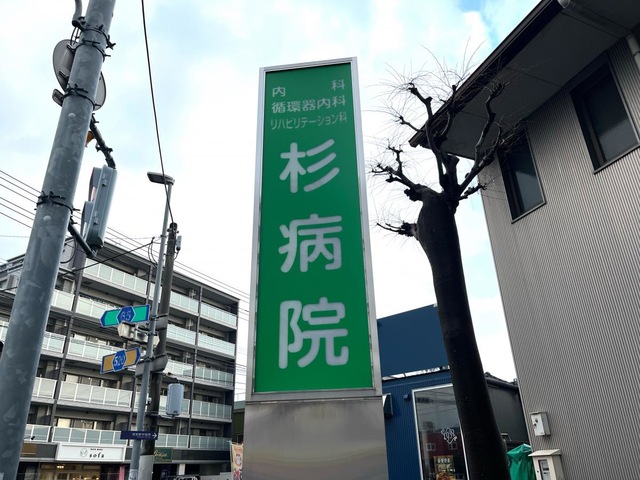 内科
循環器内科
リハビリテーション科
杉病院
sofa